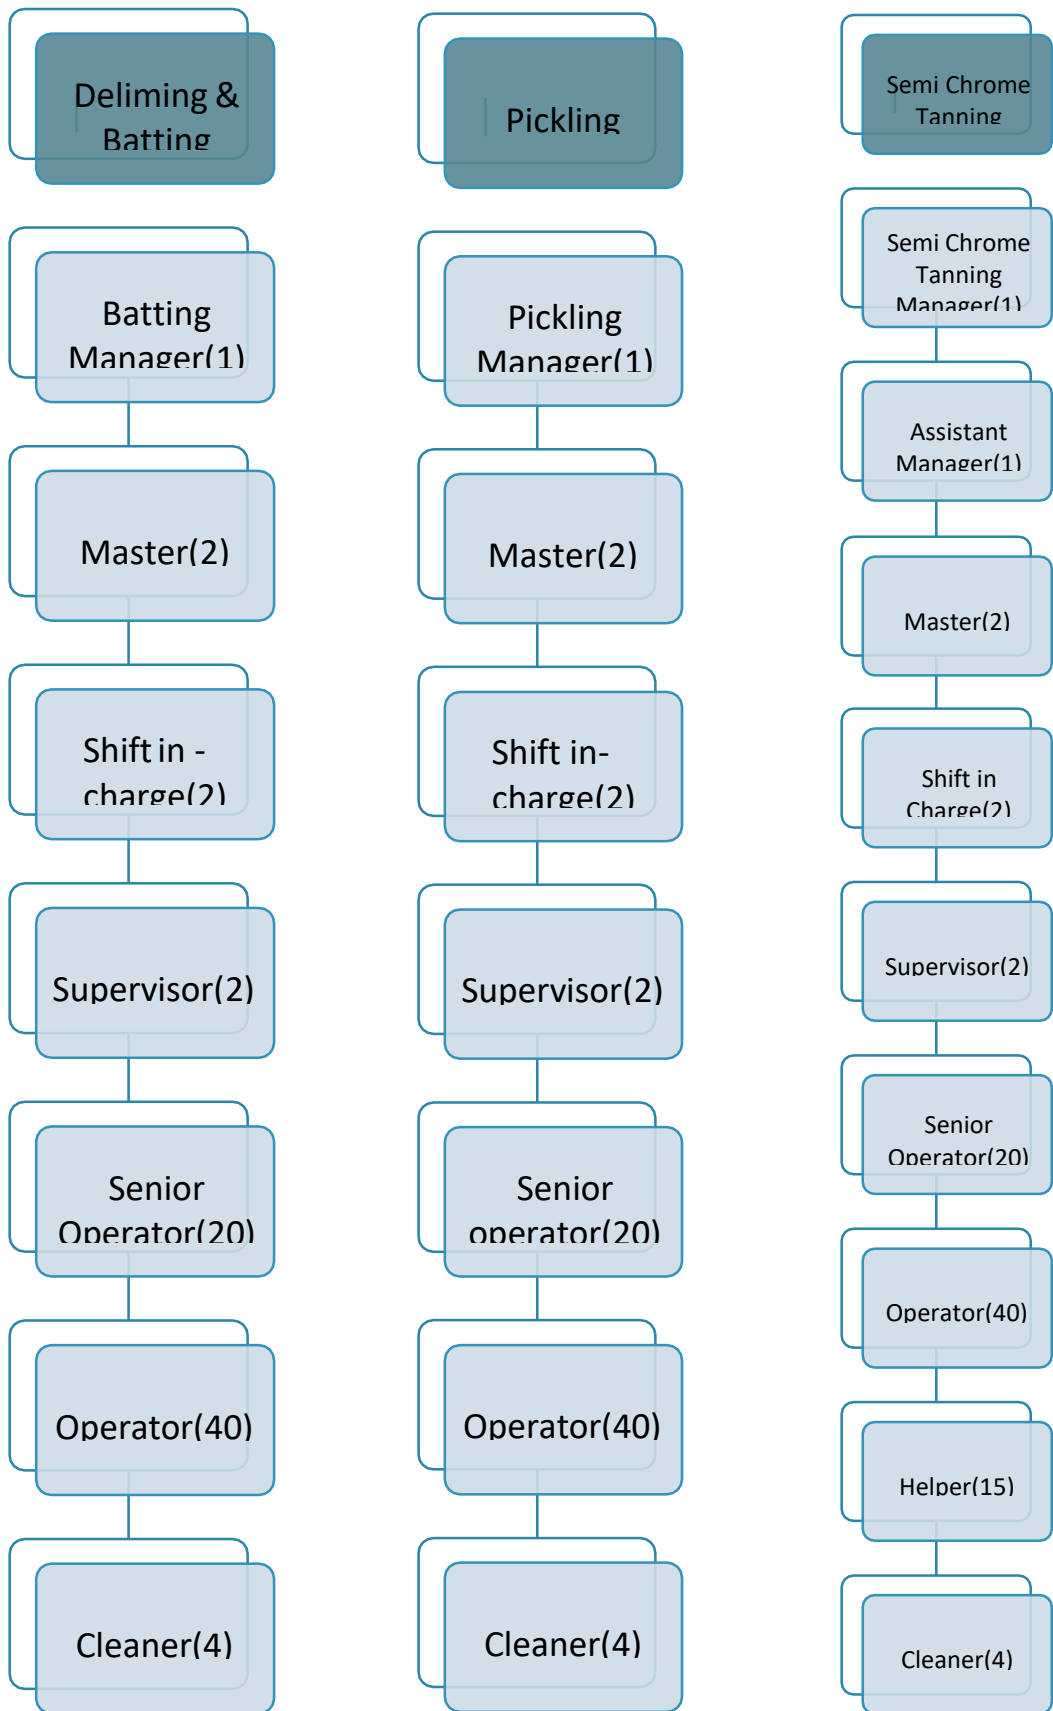 Deliming &
Batting
Batting
Manager(1)
Master(2)
Shift in -
charge(2)
Supervisor(2)
Senior
Operator(20)
Operator(40)
Cleaner(4)
Pickling
Pickling
Manager(1)
Master(2)
Shift in-
charge(2)
Supervisor(2)
Senior
operator(20)
Operator(40)
Cleaner(4)
Semi Chrome
Tanning
Semi Chrome
Tanning
Manager(1)
Assistant
Manager(1)
Master(2)
Shift in
Charge(2)
Supervisor(2)
Senior
Operator(20)
Operator(40)
Helper(15)
Cleaner(4)